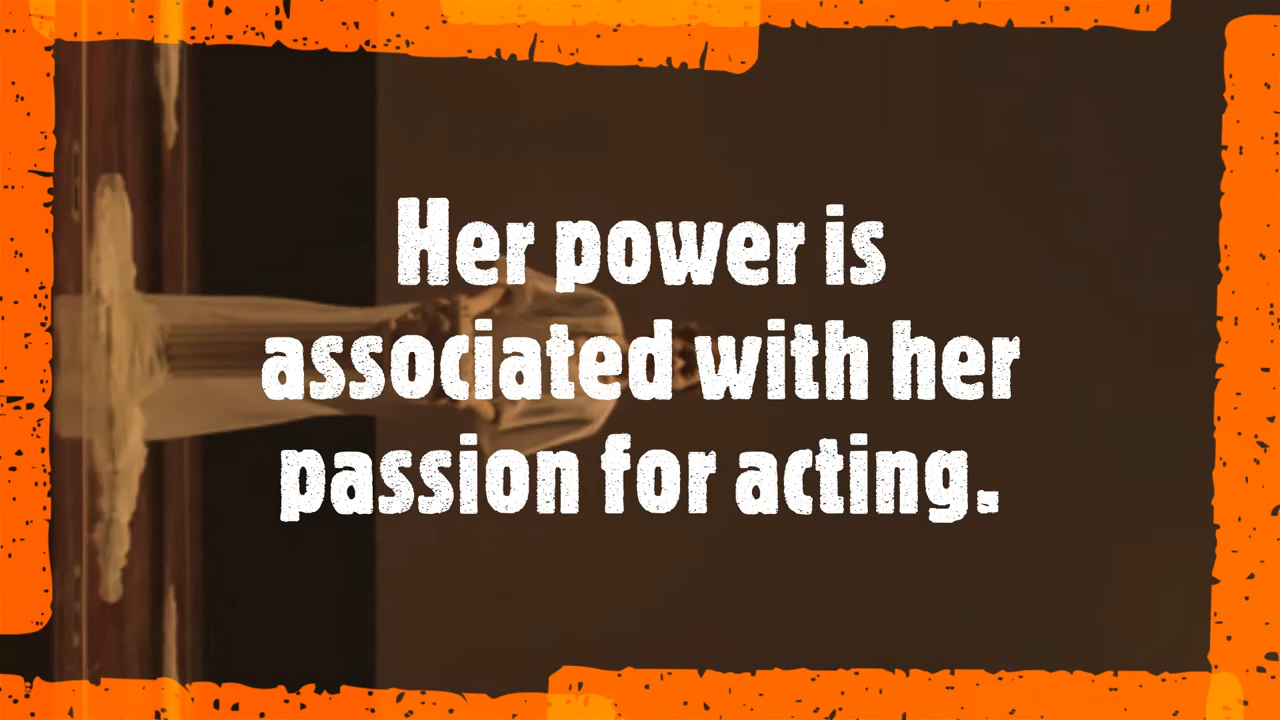 Her power is
associated with her
passion for acting.